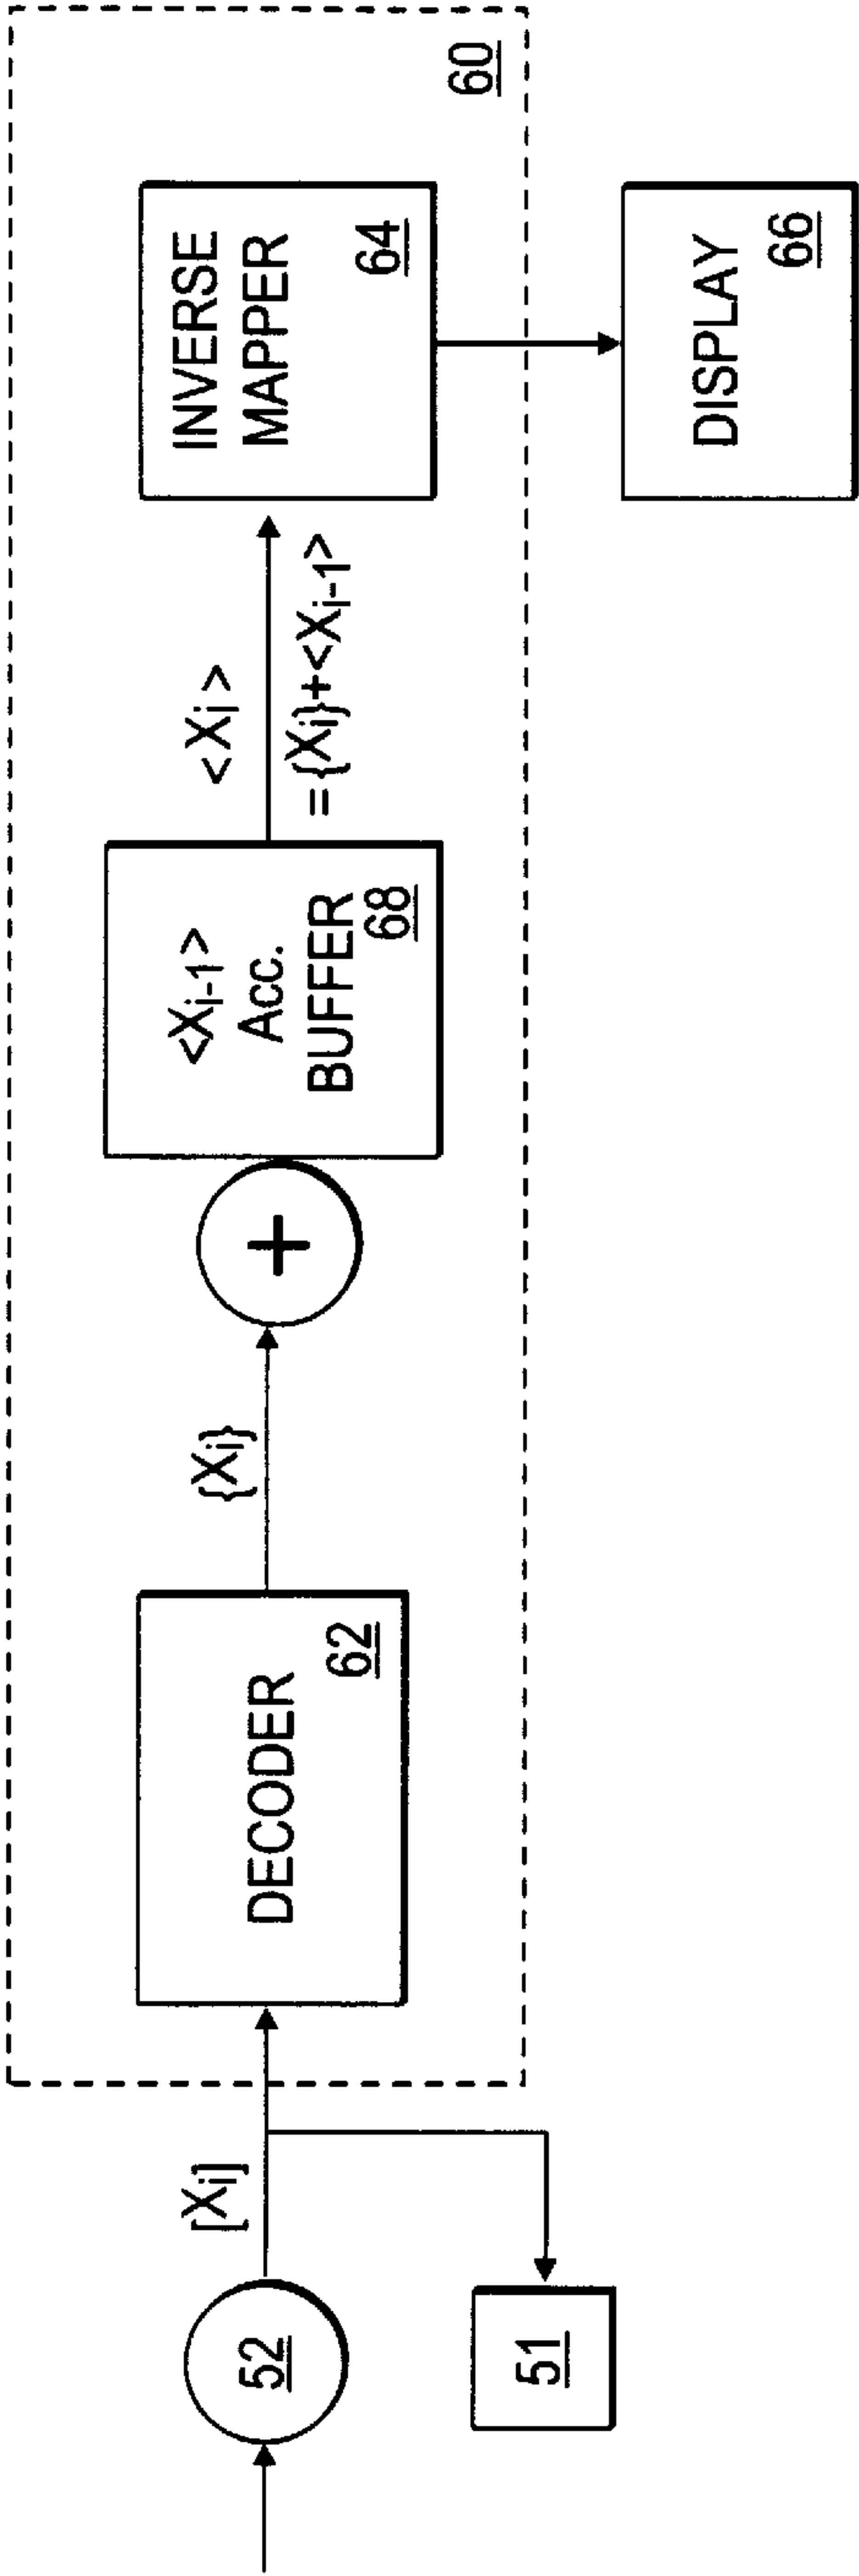 52
[Xi]
51
DECODER
62
{Xi}
+
<Xi-1>
Acc.
BUFFER
68
<Xi>
={Xi}+<Xi-1>
INVERSE
MAPPER
64
60
DISPLAY
66